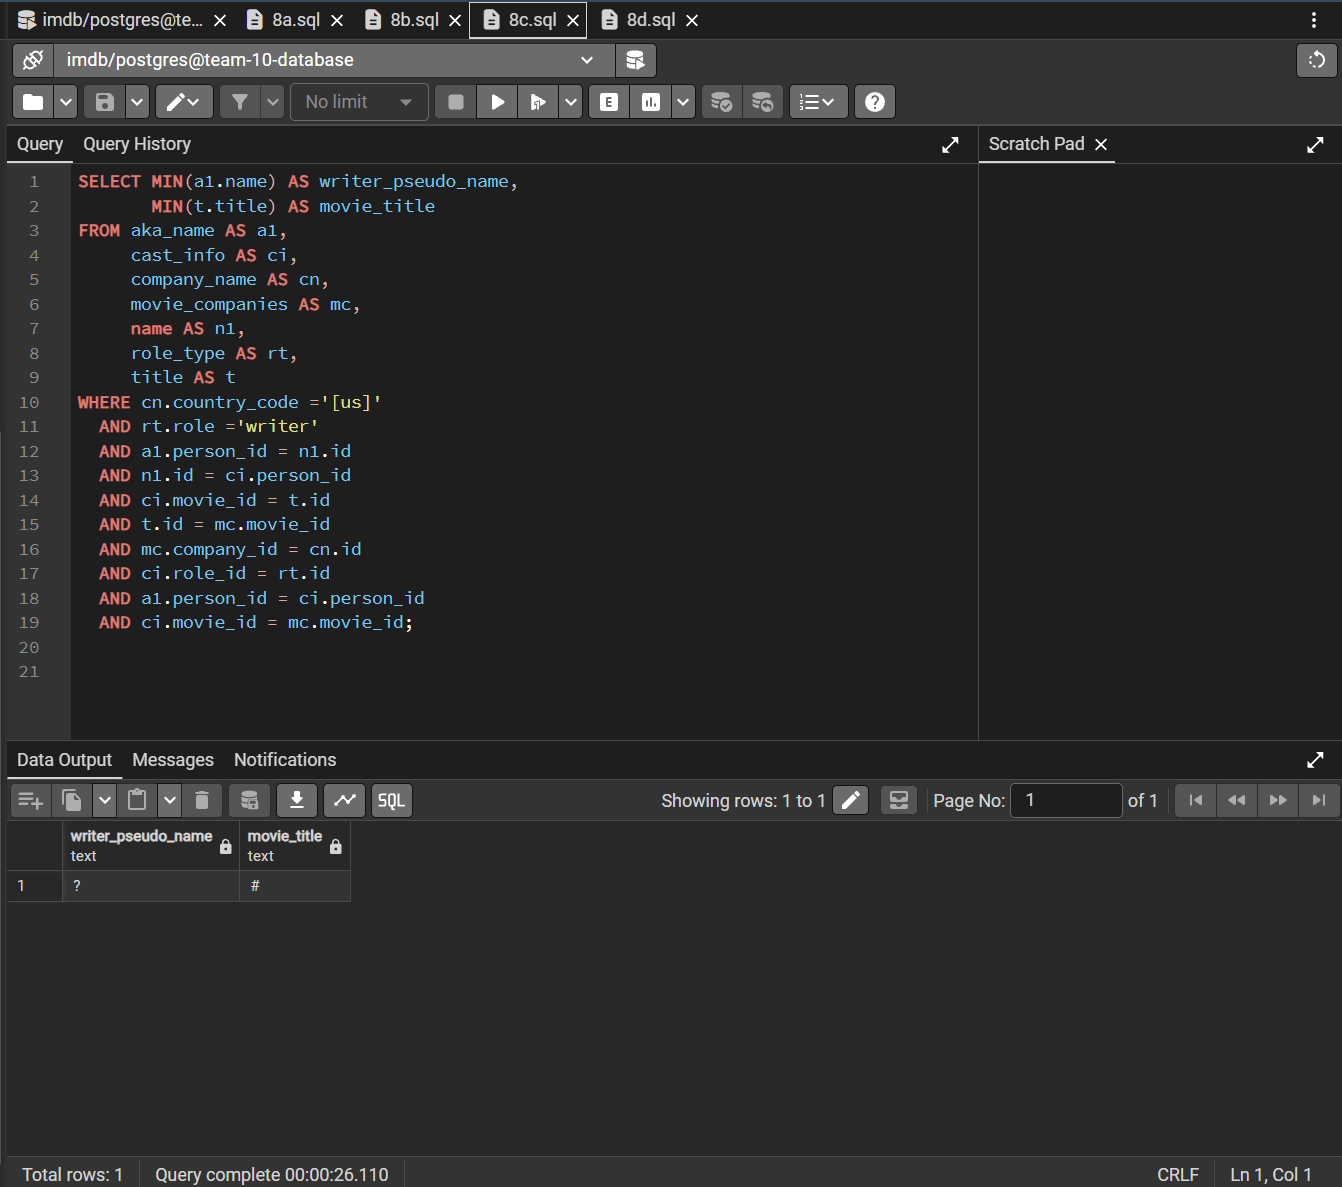 imdb/postgres@te... 8a.sql 8b.sql 8c.sql 8d.sql
imdb/postgres@team-10-database
No limit E
Query Query History Scratch Pad
1 SELECT MIN(a1.name) AS writer_pseudo_name,
2 MIN(t.title) AS movie_title
3 FROM aka_name AS a1,
4 cast_info AS ci,
5 company_name AS cn,
6 movie_companies AS mc,
7 name AS n1,
8 role_type AS rt,
9 title AS t
10 WHERE cn.country_code ='[us]'
11 AND rt.role ='writer'
12 AND a1.person_id = n1.id
13 AND n1.id = ci.person_id
14 AND ci.movie_id = t.id
15 AND t.id = mc.movie_id
16 AND mc.company_id = cn.id
17 AND ci.role_id = rt.id
18 AND a1.person_id = ci.person_id
19 AND ci.movie_id = mc.movie_id;
20
21
Data Output Messages Notifications
SQL Showing rows: 1 to 1 Page No: 1 of 1
writer_pseudo_name movie_title
text text
1 ? #
Total rows: 1 Query complete 00:00:26.110 CRLF Ln 1, Col 1